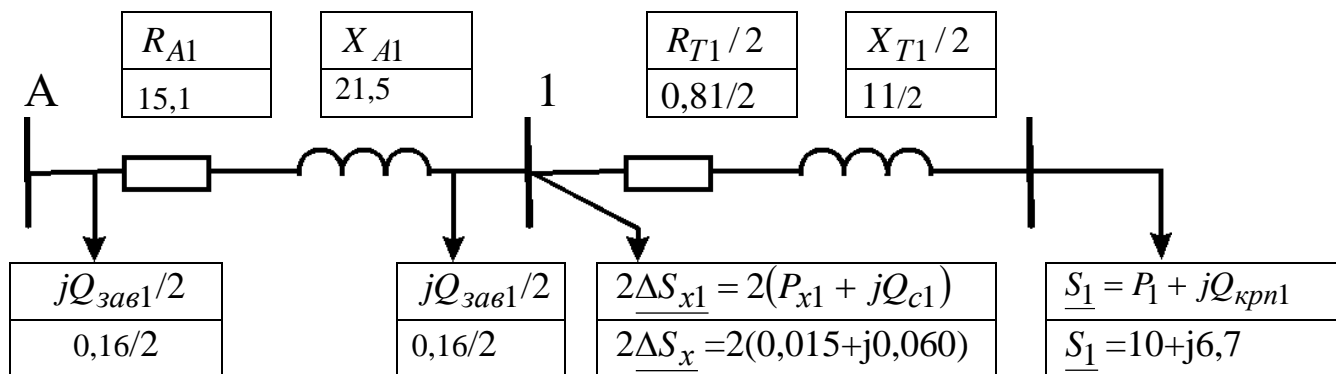 R_A1 X_A1 R_T1/2 X_T1/2
15,1 21,5 0,81/2 11/2
A 1
jQ_зав1/2 jQ_зав1/2 2ΔS_x1 = 2(P_x1 + jQ_c1) S_1 = P_1 + jQ_крп1
0,16/2 0,16/2 2ΔS_x =2(0,015+j0,060) S_1 =10+j6,7